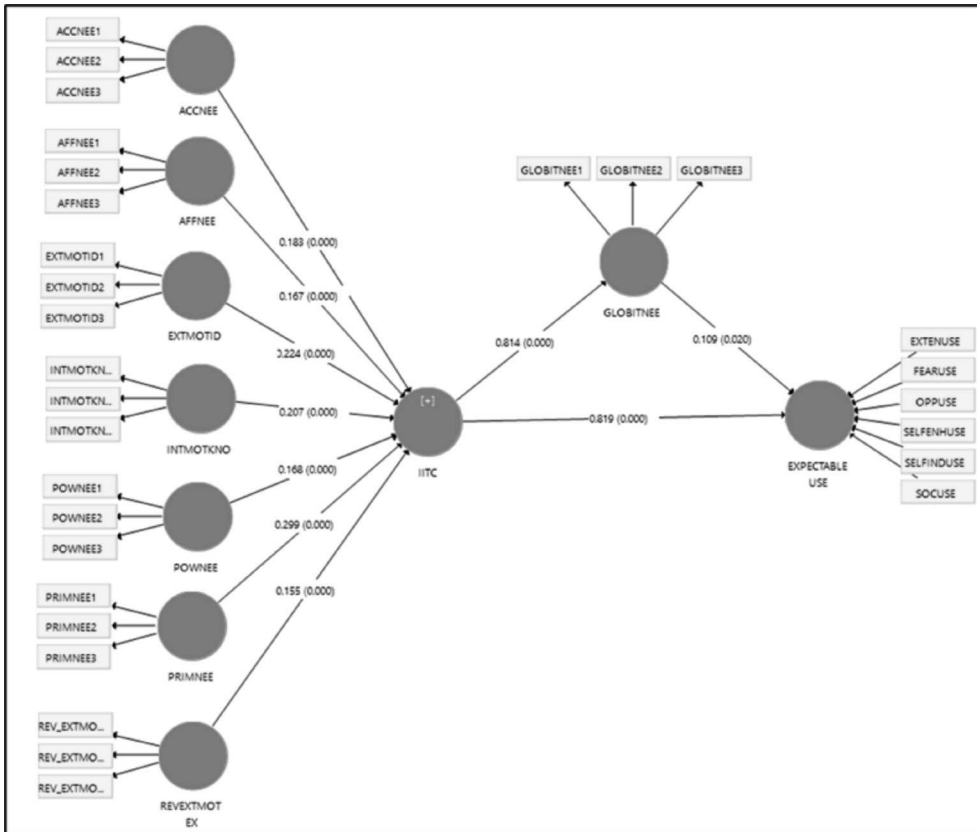 ACCNEE1
ACCNEE2
ACCNEE3
ACCNEE
AFFNEE1
AFFNEE2
AFFNEE3
AFFNEE
EXTMOTID1
EXTMOTID2
EXTMOTID3
EXTMOTID
INTMOTKN...
INTMOTKN...
INTMOTKN...
INTMOTKNO
POWNEE1
POWNEE2
POWNEE3
POWNEE
PRIMNEE1
PRIMNEE2
PRIMNEE3
PRIMNEE
REV_EXTMO...
REV_EXTMO...
REV_EXTMO...
REVEXTMOT
EX
0.183 (0.000)
0.167 (0.000)
0.224 (0.000)
0.207 (0.000)
0.168 (0.000)
0.299 (0.000)
0.155 (0.000)
[+]
IITC
0.814 (0.000)
0.819 (0.000)
GLOBITNEE1
GLOBITNEE2
GLOBITNEE3
GLOBITNEE
0.109 (0.020)
EXPECTABLE
USE
EXTENUSE
FEARUSE
OPPUSE
SELFENHUSE
SELFINDUSE
SOCUSE